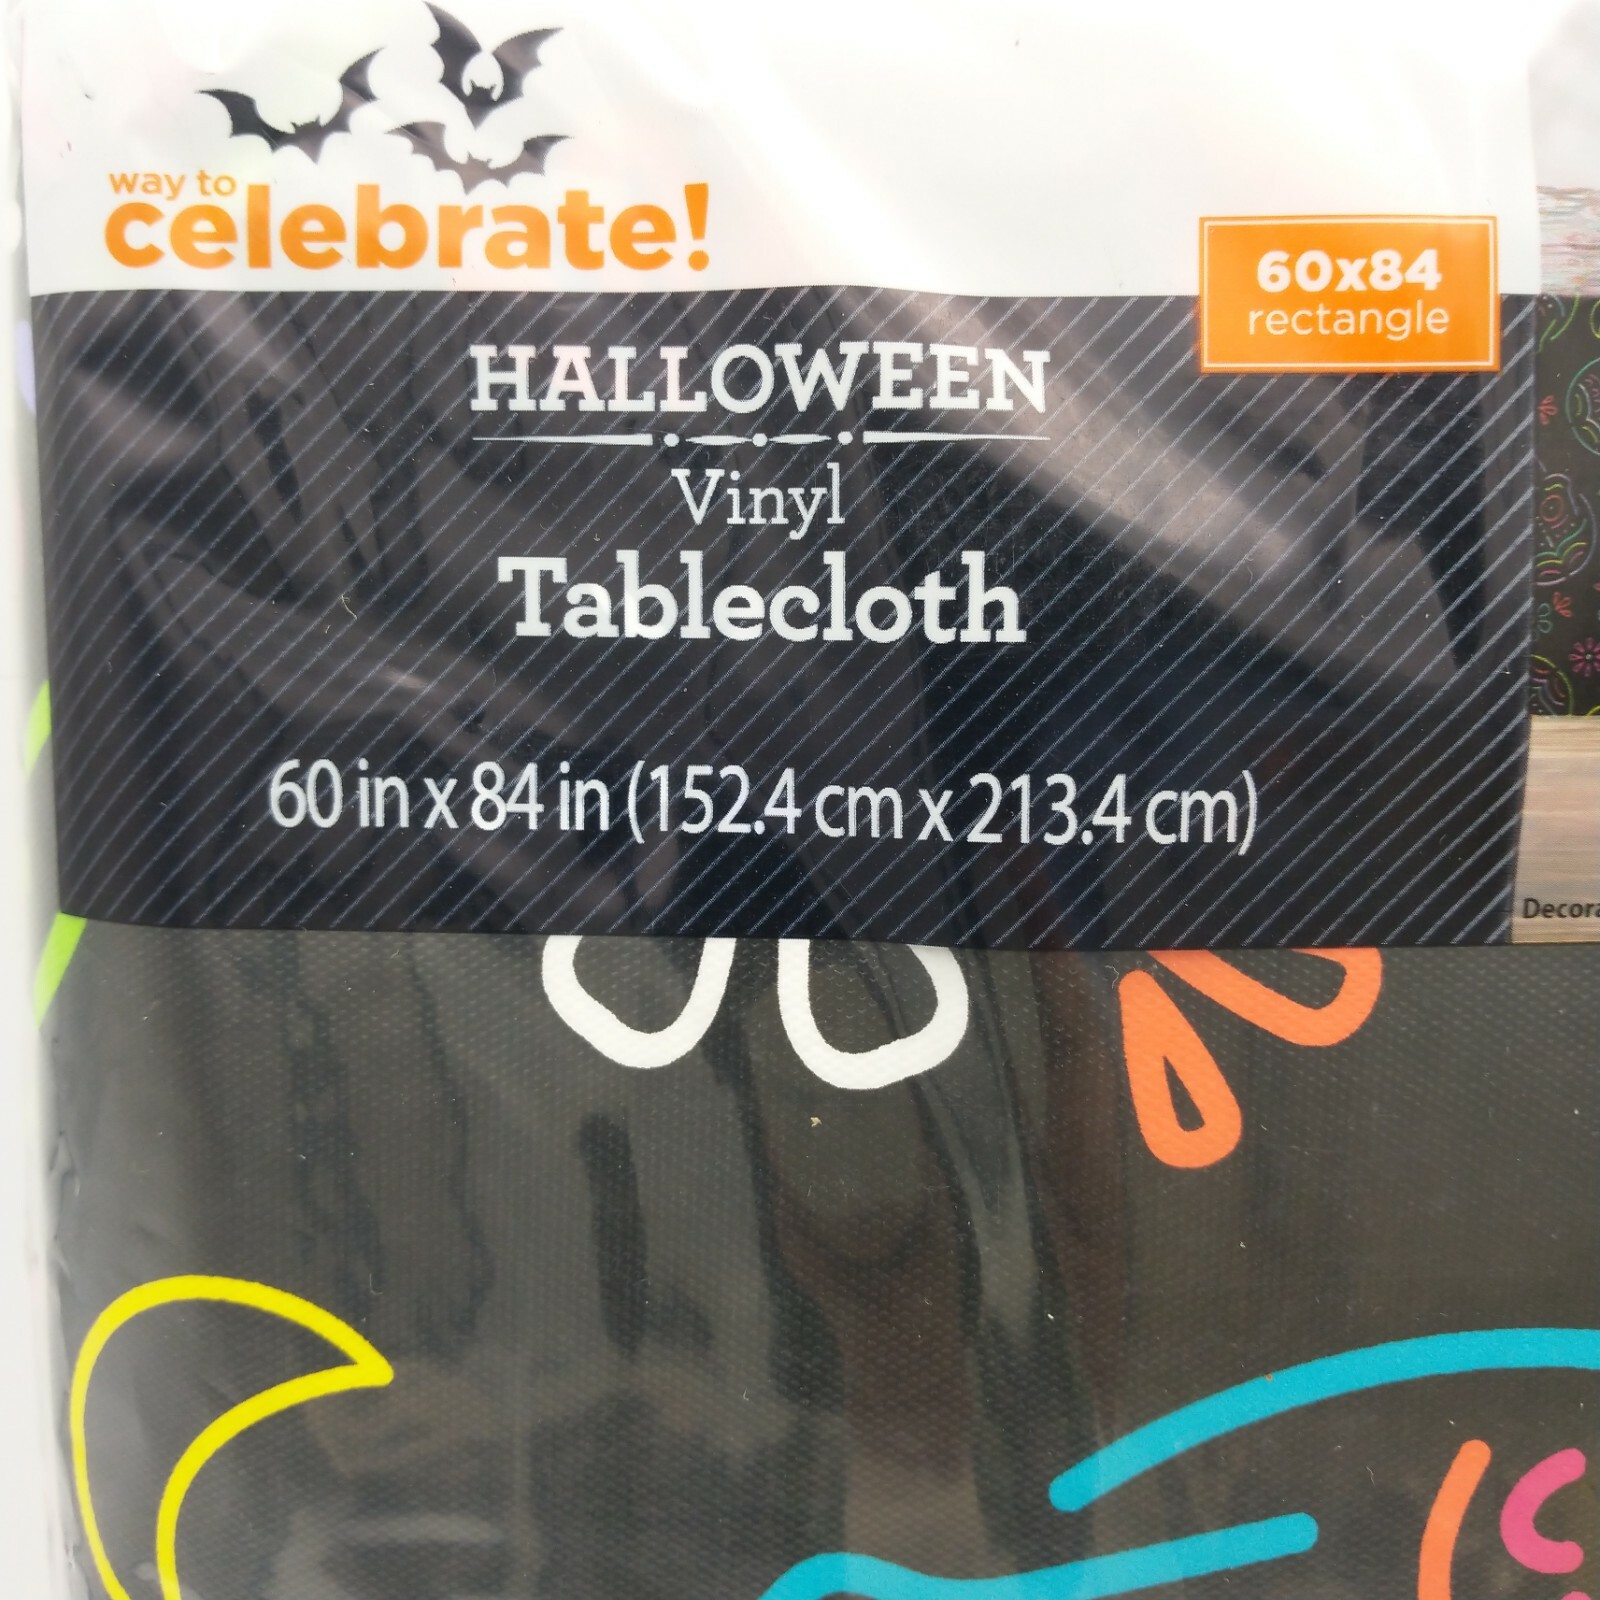 way to
celebrate!
60x84
rectangle
HALLOWEEN
Vinyl
Tablecloth
60 in x 84 in (152.4 cm x 213.4 cm)